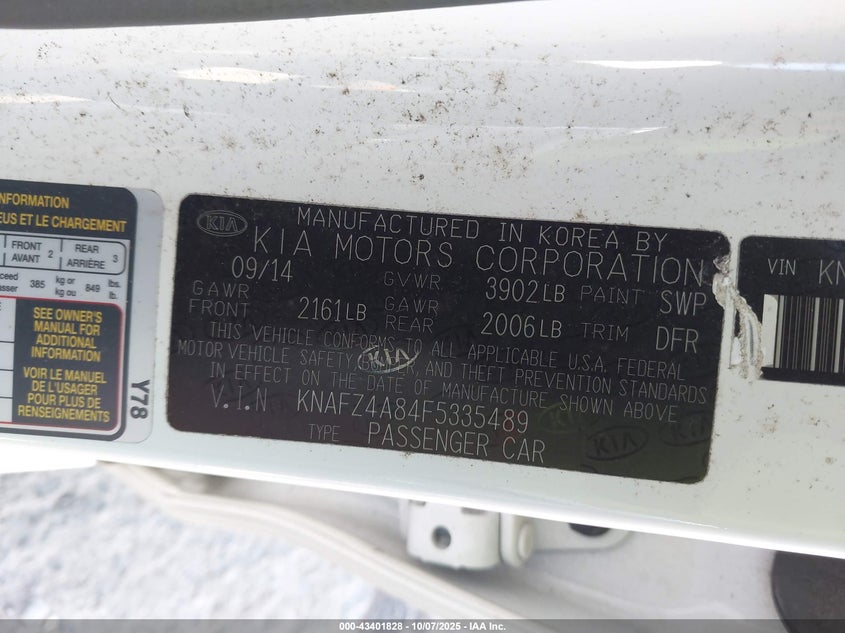 INFORMATION
EUS ET LE CHARGEMENT
FRONT 2 REAR 3
AVANT ARRIÈRE
385 kg or 849 lbs.
kg ou lb.
SEE OWNER'S
MANUAL FOR
ADDITIONAL
INFORMATION
VOIR LE MANUEL
DE L'USAGER
POUR PLUS DE
RENSEIGNEMENTS
Y78
KIA
MANUFACTURED IN KOREA BY
KIA MOTORS CORPORATION
09/14 GVWR 3902LB PAINT SWP
GAWR FRONT 2161LB GAWR REAR 2006LB TRIM DFR
THIS VEHICLE CONFORMS TO ALL APPLICABLE U.S.A. FEDERAL
MOTOR VEHICLE SAFETY, BUMPER, AND THEFT PREVENTION STANDARDS
IN EFFECT ON THE DATE OF MANUFACTURE SHOWN ABOVE.
V.I.N KNAFZ4A84F5335489
TYPE PASSENGER CAR
KIA
KIA
VIN KN
000-43401828 - 10/07/2025 - IAA Inc.